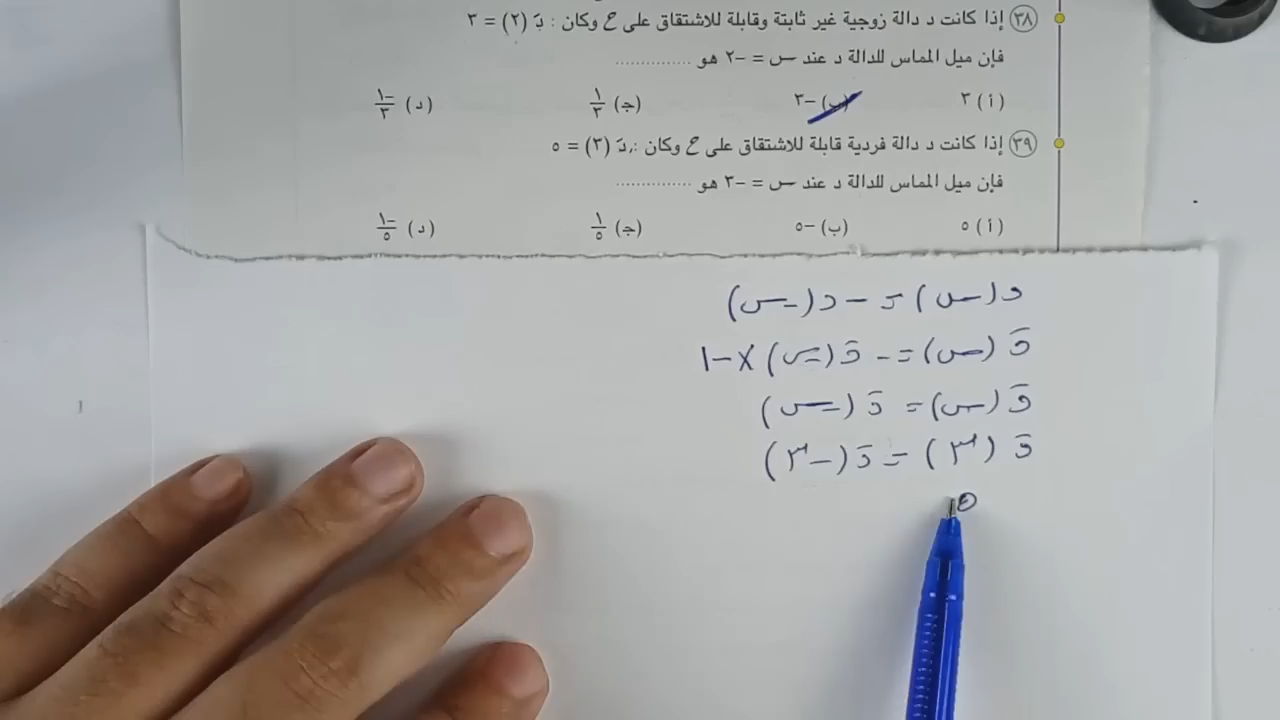 ٣٨ إذا كانت د دالة زوجية غير ثابتة وقابلة للاشتقاق على ح وكان : دَ (٢) = ٣
فإن ميل المماس للدالة د عند س = -٢ هو ...............
(أ) ٣ (ب) -٣ (جـ) ١/٣ (د) -١/٣
٣٩ إذا كانت د دالة فردية قابلة للاشتقاق على ح وكان : دَ (٣) = ٥
فإن ميل المماس للدالة د عند س = -٣ هو ...............
(أ) ٥ (ب) -٥ (جـ) ١/٥ (د) -١/٥
د (س) = - د (-س)
دَ (س) = - دَ (-س) × -١
دَ (س) = دَ (-س)
دَ (٣) = دَ (-٣)
٥